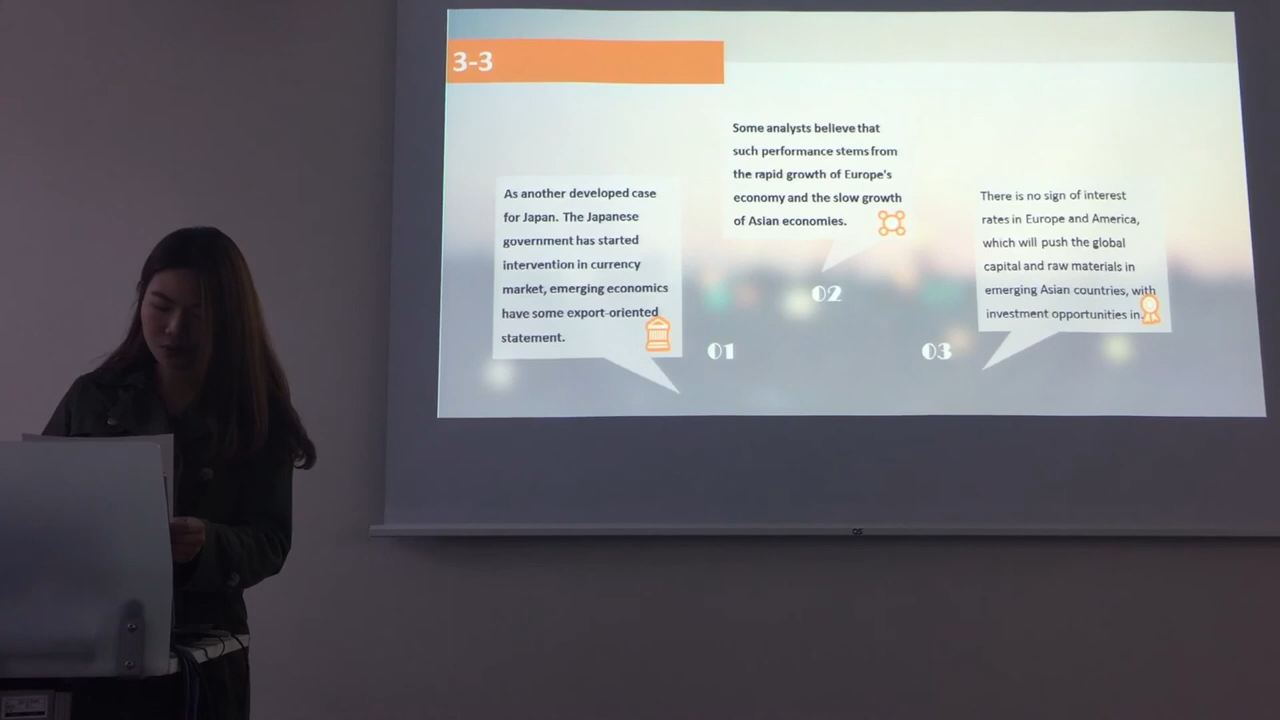 3-3
As another developed case
for Japan. The Japanese
government has started
intervention in currency
market, emerging economics
have some export-oriented
statement.
01
Some analysts believe that
such performance stems from
the rapid growth of Europe's
economy and the slow growth
of Asian economies.
02
There is no sign of interest
rates in Europe and America,
which will push the global
capital and raw materials in
emerging Asian countries, with
investment opportunities in.
03